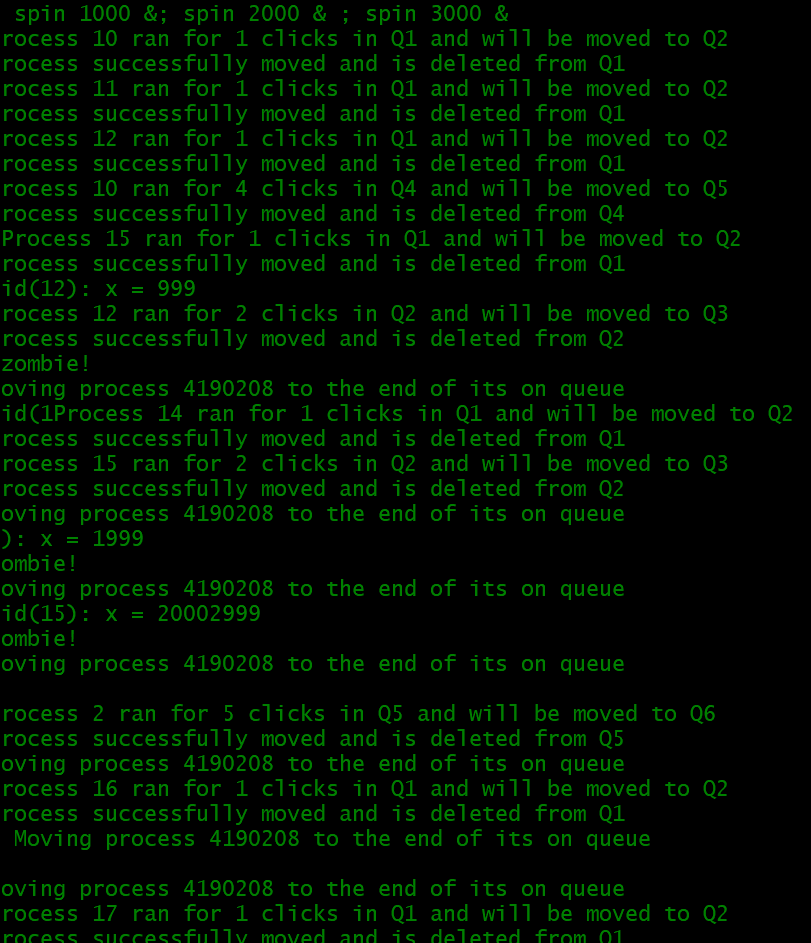 spin 1000 &; spin 2000 & ; spin 3000 &
rocess 10 ran for 1 clicks in Q1 and will be moved to Q2
rocess successfully moved and is deleted from Q1
rocess 11 ran for 1 clicks in Q1 and will be moved to Q2
rocess successfully moved and is deleted from Q1
rocess 12 ran for 1 clicks in Q1 and will be moved to Q2
rocess successfully moved and is deleted from Q1
rocess 10 ran for 4 clicks in Q4 and will be moved to Q5
rocess successfully moved and is deleted from Q4
Process 15 ran for 1 clicks in Q1 and will be moved to Q2
rocess successfully moved and is deleted from Q1
id(12): x = 999
rocess 12 ran for 2 clicks in Q2 and will be moved to Q3
rocess successfully moved and is deleted from Q2
zombie!
oving process 4190208 to the end of its on queue
id(1Process 14 ran for 1 clicks in Q1 and will be moved to Q2
rocess successfully moved and is deleted from Q1
rocess 15 ran for 2 clicks in Q2 and will be moved to Q3
rocess successfully moved and is deleted from Q2
oving process 4190208 to the end of its on queue
): x = 1999
ombie!
oving process 4190208 to the end of its on queue
id(15): x = 20002999
ombie!
oving process 4190208 to the end of its on queue
rocess 2 ran for 5 clicks in Q5 and will be moved to Q6
rocess successfully moved and is deleted from Q5
oving process 4190208 to the end of its on queue
rocess 16 ran for 1 clicks in Q1 and will be moved to Q2
rocess successfully moved and is deleted from Q1
Moving process 4190208 to the end of its on queue
oving process 4190208 to the end of its on queue
rocess 17 ran for 1 clicks in Q1 and will be moved to Q2
rocess successfully moved and is deleted from Q1